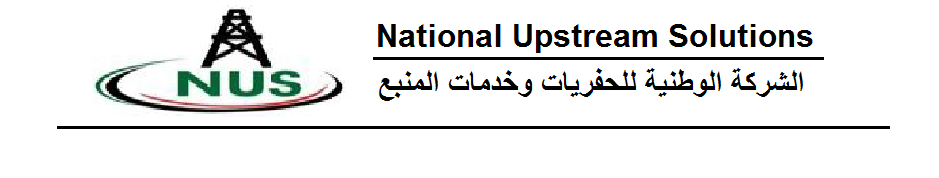 NUS
National Upstream Solutions
الشركة الوطنية للحفريات وخدمات المنبع